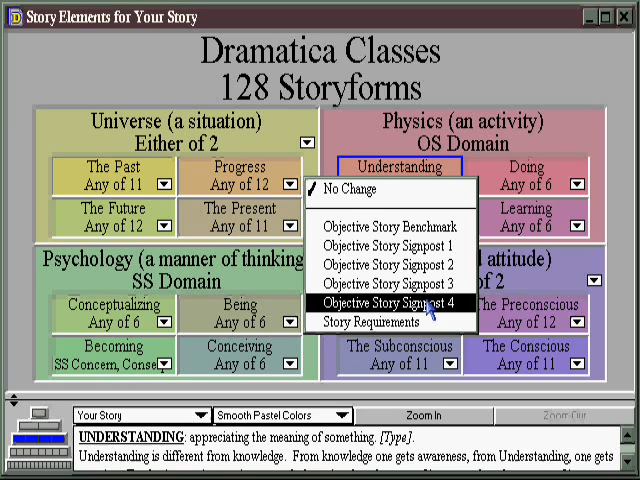 Story Elements for Your Story
Dramatica Classes
128 Storyforms
Universe (a situation)
Either of 2
Physics (an activity)
OS Domain
The Past
Any of 11
Progress
Any of 12
Understanding
Doing
Any of 6
The Future
Any of 12
The Present
Any of 11
Learning
Any of 6
No Change
Objective Story Benchmark
Objective Story Signpost 1
Objective Story Signpost 2
Objective Story Signpost 3
Objective Story Signpost 4
Story Requirements
Psychology (a manner of thinking
SS Domain
attitude)
of 2
Conceptualizing
Any of 6
Being
Any of 6
The Preconscious
Any of 12
Becoming
SS Concern, Conse
Conceiving
Any of 6
The Subconscious
Any of 11
The Conscious
Any of 11
Your Story
Smooth Pastel Colors
Zoom In
Zoom Out
UNDERSTANDING: appreciating the meaning of something. [Type].
Understanding is different from knowledge. From knowledge one gets awareness, from Understanding, one gets